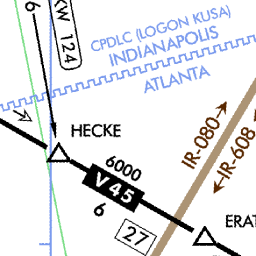 6
KW 124
CPDLC (LOGON KUSA)
INDIANAPOLIS
ATLANTA
HECKE
IR-080
IR-608
6000
V45
6
27
ERAT